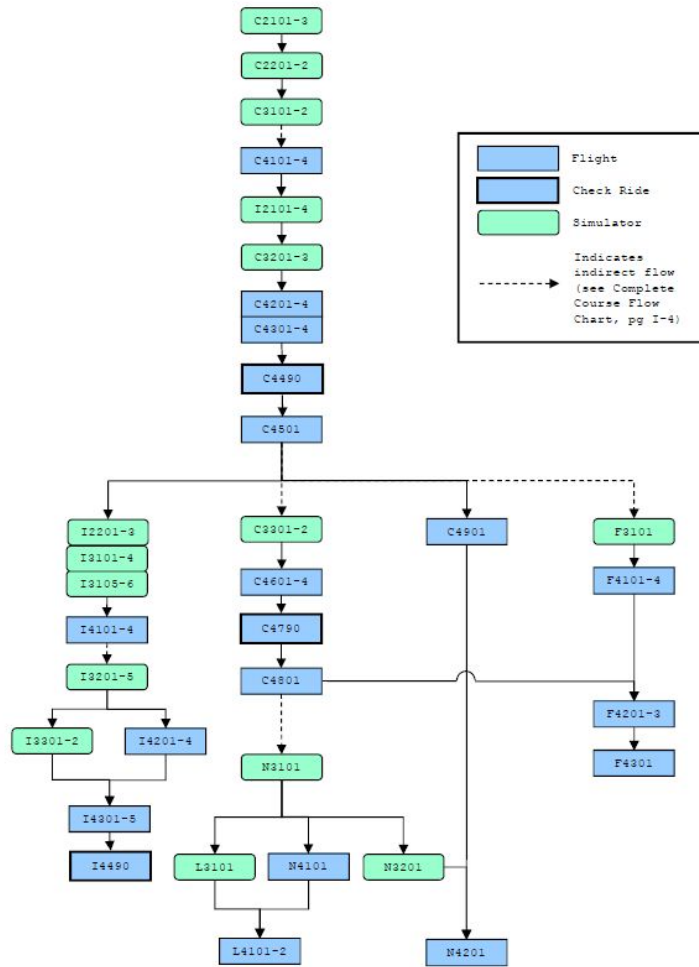 C2101-3
C2201-2
C3101-2
C4101-4
I2101-4
C3201-3
C4201-4
C4301-4
C4490
C4501
Flight
Check Ride
Simulator
Indicates
indirect flow
(see Complete
Course Flow
Chart, pg I-4)
I2201-3
I3101-4
I3105-6
I4101-4
I3201-5
I3301-2
I4201-4
I4301-5
I4490
C3301-2
C4601-4
C4790
C4801
N3101
L3101
N4101
N3201
L4101-2
C4901
N4201
F3101
F4101-4
F4201-3
F4301